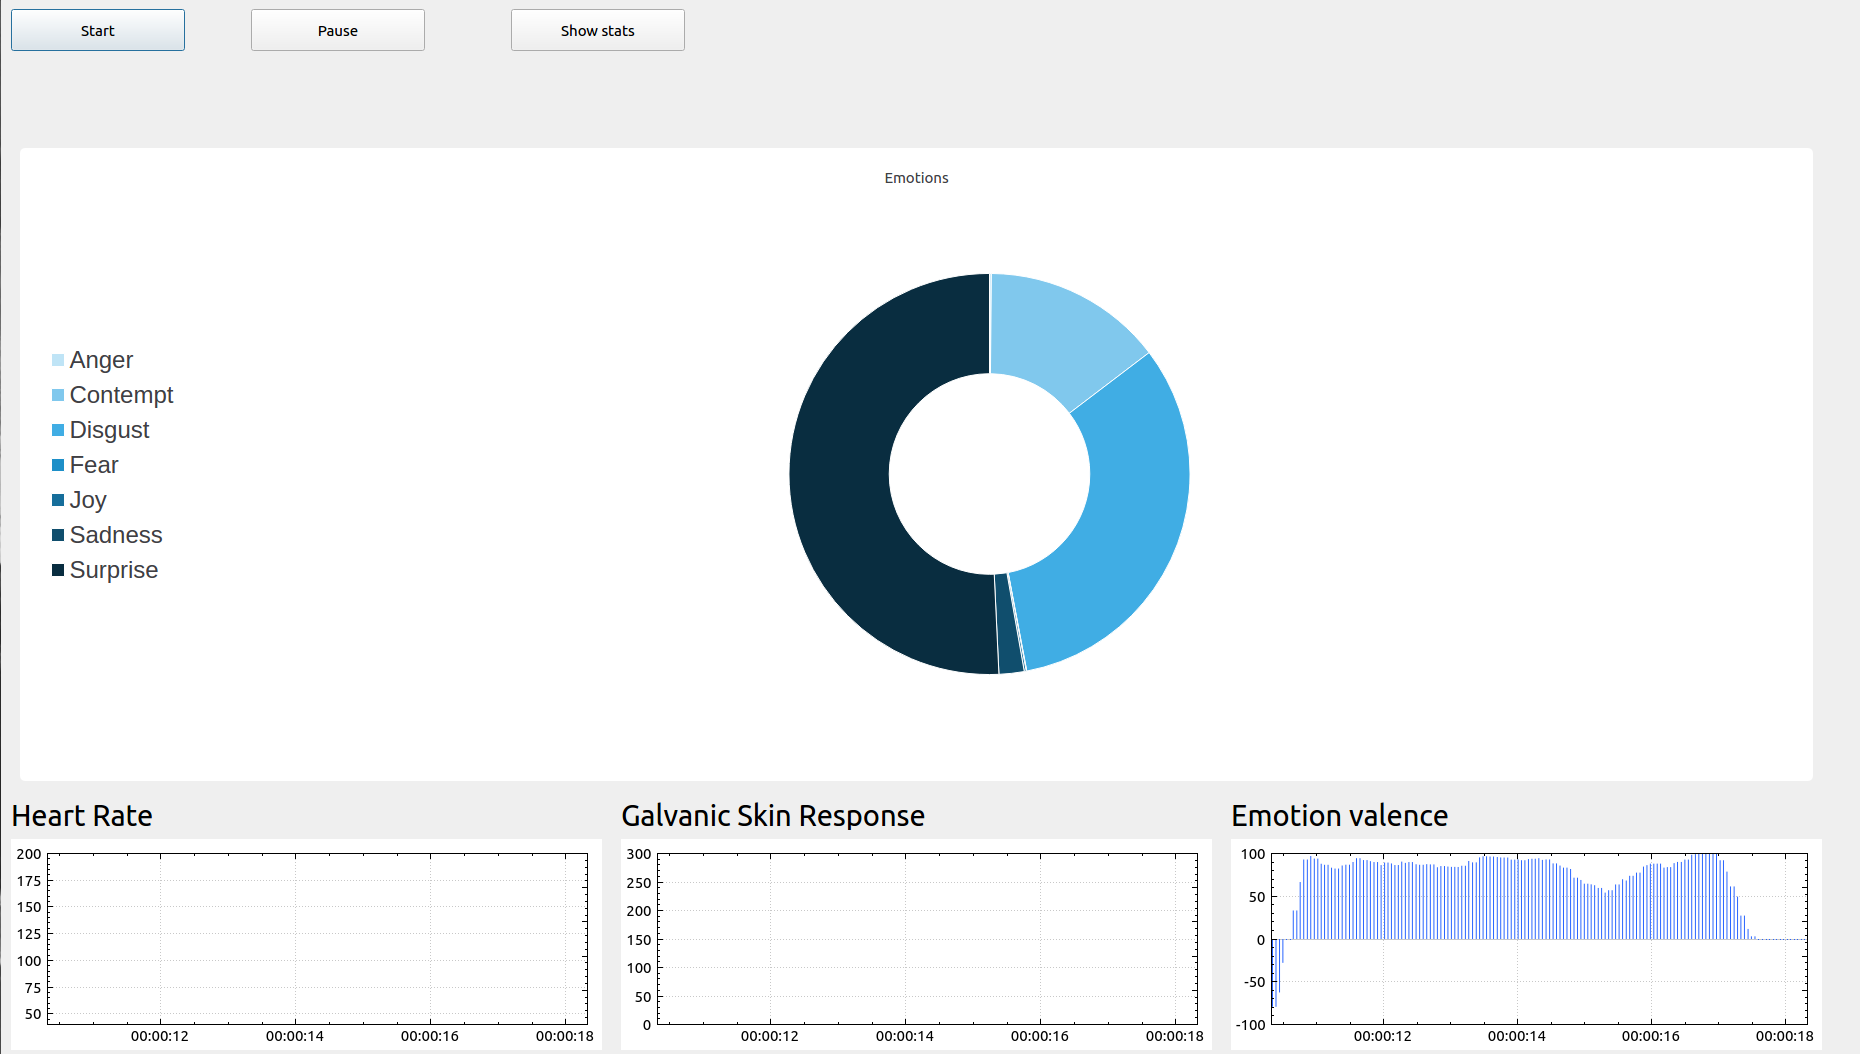 Start Pause Show stats
Emotions
Anger
Contempt
Disgust
Fear
Joy
Sadness
Surprise
Heart Rate
200
175
150
125
100
75
50
00:00:12 00:00:14 00:00:16 00:00:18
Galvanic Skin Response
300
250
200
150
100
50
0
00:00:12 00:00:14 00:00:16 00:00:18
Emotion valence
100
50
0
-50
-100
00:00:12 00:00:14 00:00:16 00:00:18